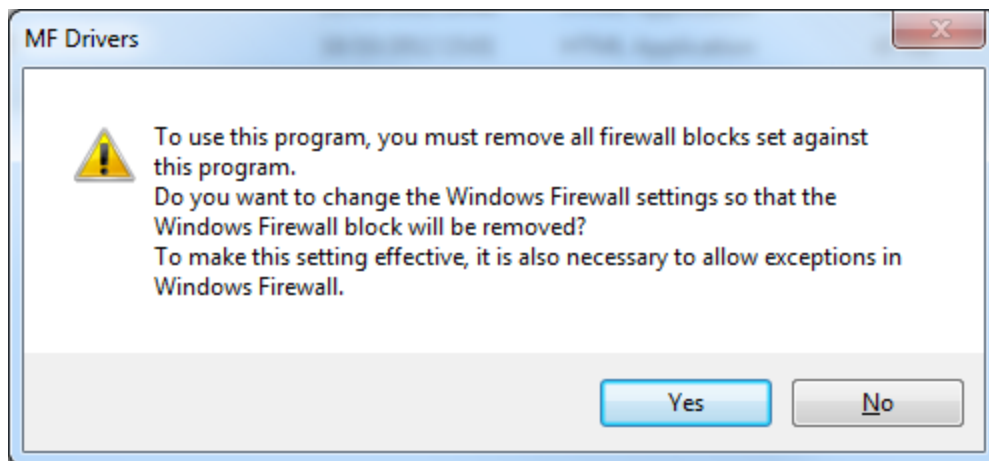 MF Drivers
To use this program, you must remove all firewall blocks set against
this program.
Do you want to change the Windows Firewall settings so that the
Windows Firewall block will be removed?
To make this setting effective, it is also necessary to allow exceptions in
Windows Firewall.
Yes
No